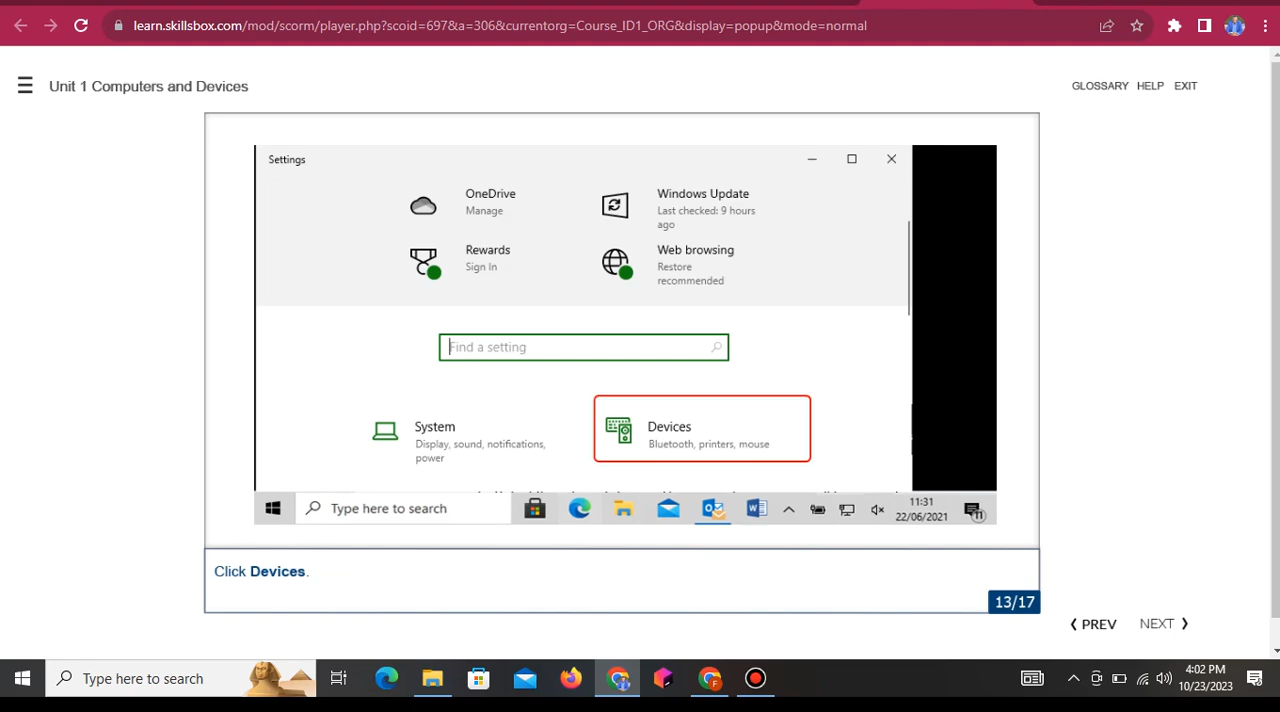 learn.skillsbox.com/mod/scorm/player.php?scoid=697&a=306&currentorg=Course_ID1_ORG&display=popup&mode=normal
Unit 1 Computers and Devices
GLOSSARY HELP EXIT
Settings
OneDrive
Manage
Windows Update
Last checked: 9 hours
ago
Rewards
Sign In
Web browsing
Restore
recommended
Find a setting
System
Display, sound, notifications,
power
Devices
Bluetooth, printers, mouse
Type here to search
11:31
22/06/2021
11
Click Devices.
13/17
❮ PREV NEXT ❯
Type here to search
4:02 PM
10/23/2023